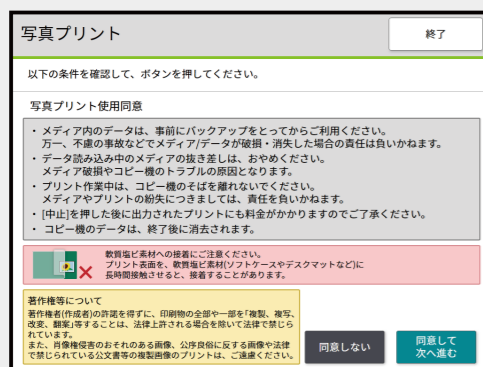 写真プリント
終了
以下の条件を確認して、ボタンを押してください。
写真プリント使用同意
・メディア内のデータは、事前にバックアップをとってからご利用ください。
万一、不慮の事故などでメディア/データが破損・消失した場合の責任は負いかねます。
・データ読み込み中のメディアの抜き差しは、おやめください。
メディア破損やコピー機のトラブルの原因となります。
・プリント作業中は、コピー機のそばを離れないでください。
メディアやプリントの紛失につきましては、責任を負いかねます。
・[中止]を押した後に出力されたプリントにも料金がかかりますのでご了承ください。
・ コピー機のデータは、終了後に消去されます。
軟質塩ビ素材への接着にご注意ください。
プリント表面を、軟質塩ビ素材(ソフトケースやデスクマットなど)に
長時間接触させると、接着することがあります。
著作権等について
著作権者(作成者)の許諾を得ずに、印刷物の全部や一部を「複製、複写、
改変、翻案」等することは、法律上許される場合を除いて法律で禁じら
れています。
また、肖像権侵害のおそれのある画像、公序良俗に反する画像や法律
で禁じられている公文書等の複製画像のプリントは、ご遠慮ください。
同意しない
同意して
次へ進む